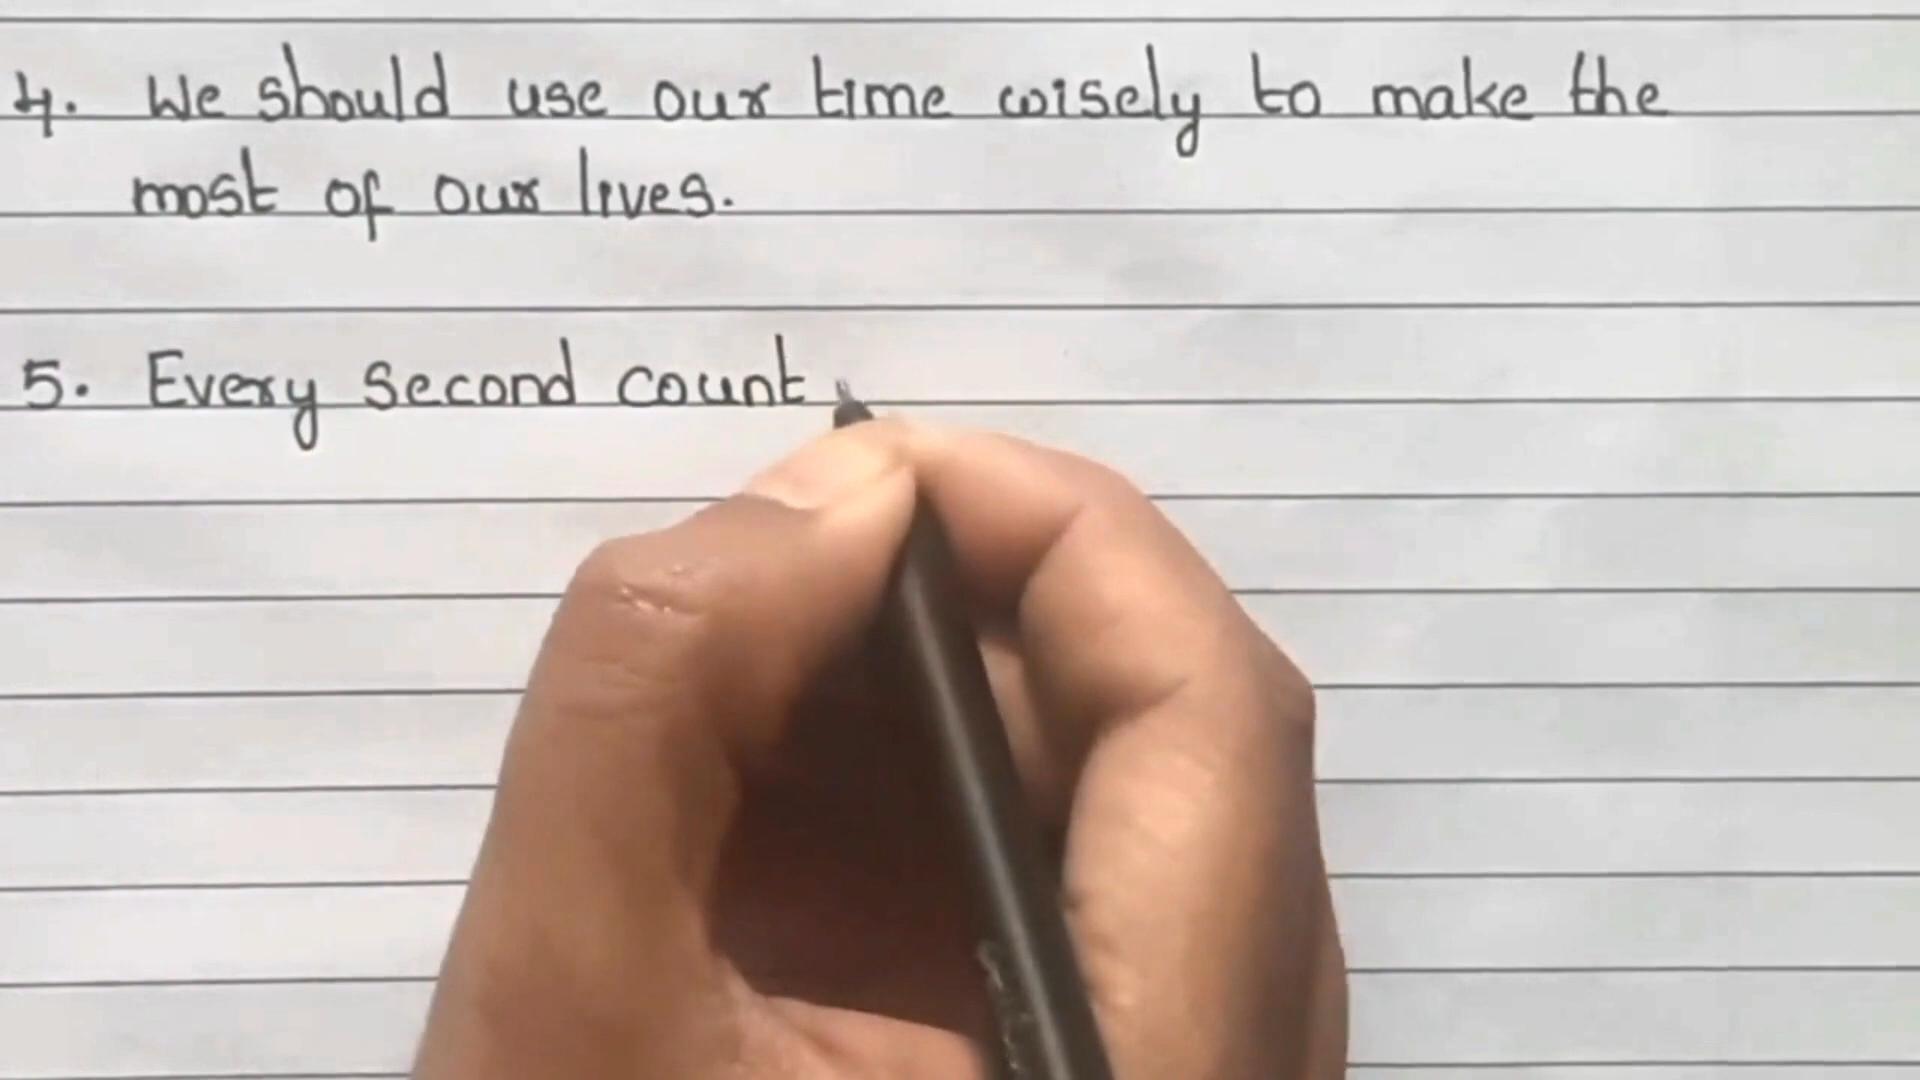 4. We should use our time wisely to make the
most of our lives.
5. Every second count